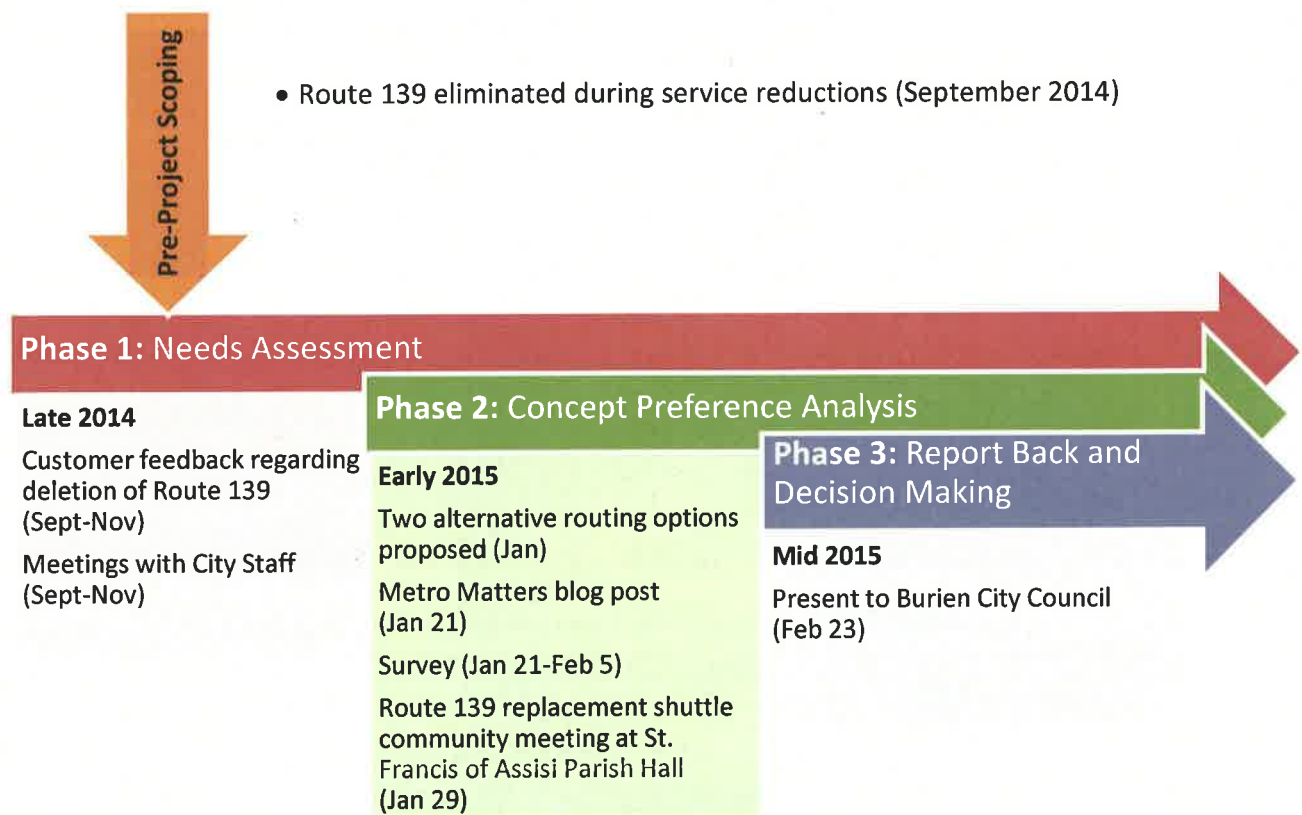 Pre-Project Scoping
• Route 139 eliminated during service reductions (September 2014)
Phase 1: Needs Assessment
Late 2014
Customer feedback regarding
deletion of Route 139
(Sept-Nov)
Meetings with City Staff
(Sept-Nov)
Phase 2: Concept Preference Analysis
Early 2015
Two alternative routing options
proposed (Jan)
Metro Matters blog post
(Jan 21)
Survey (Jan 21-Feb 5)
Route 139 replacement shuttle
community meeting at St.
Francis of Assisi Parish Hall
(Jan 29)
Phase 3: Report Back and
Decision Making
Mid 2015
Present to Burien City Council
(Feb 23)